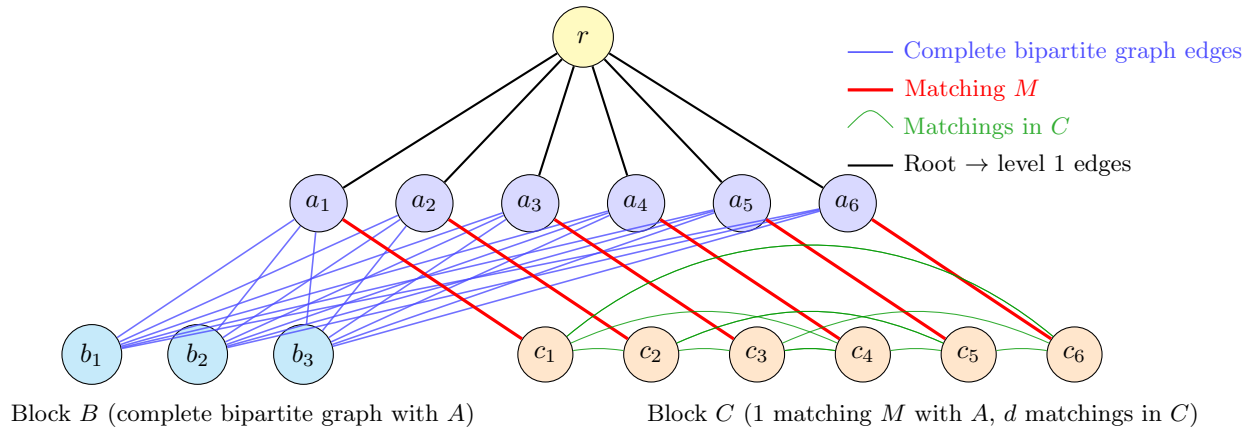 r
Complete bipartite graph edges
Matching M
Matchings in C
Root → level 1 edges
a₁ a₂ a₃ a₄ a₅ a₆
b₁ b₂ b₃ c₁ c₂ c₃ c₄ c₅ c₆
Block B (complete bipartite graph with A) Block C (1 matching M with A, d matchings in C)